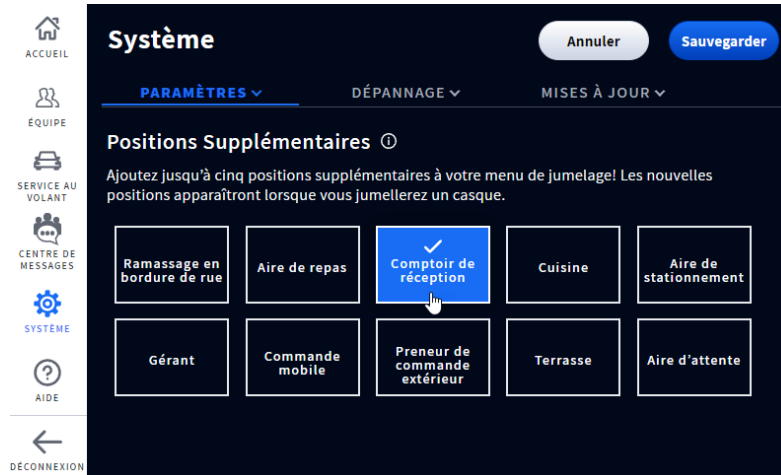 ACCUEIL
ÉQUIPE
SERVICE AU
VOLANT
CENTRE DE
MESSAGES
SYSTÈME
AIDE
DÉCONNEXION
Système
Annuler
Sauvegarder
PARAMÈTRES
DÉPANNAGE
MISES À JOUR
Positions Supplémentaires
Ajoutez jusqu’à cinq positions supplémentaires à votre menu de jumelage! Les nouvelles
positions apparaîtront lorsque vous jumellerez un casque.
Ramassage en
bordure de rue
Aire de repas
Comptoir de
réception
Cuisine
Aire de
stationnement
Gérant
Commande
mobile
Preneur de
commande
extérieur
Terrasse
Aire d’attente